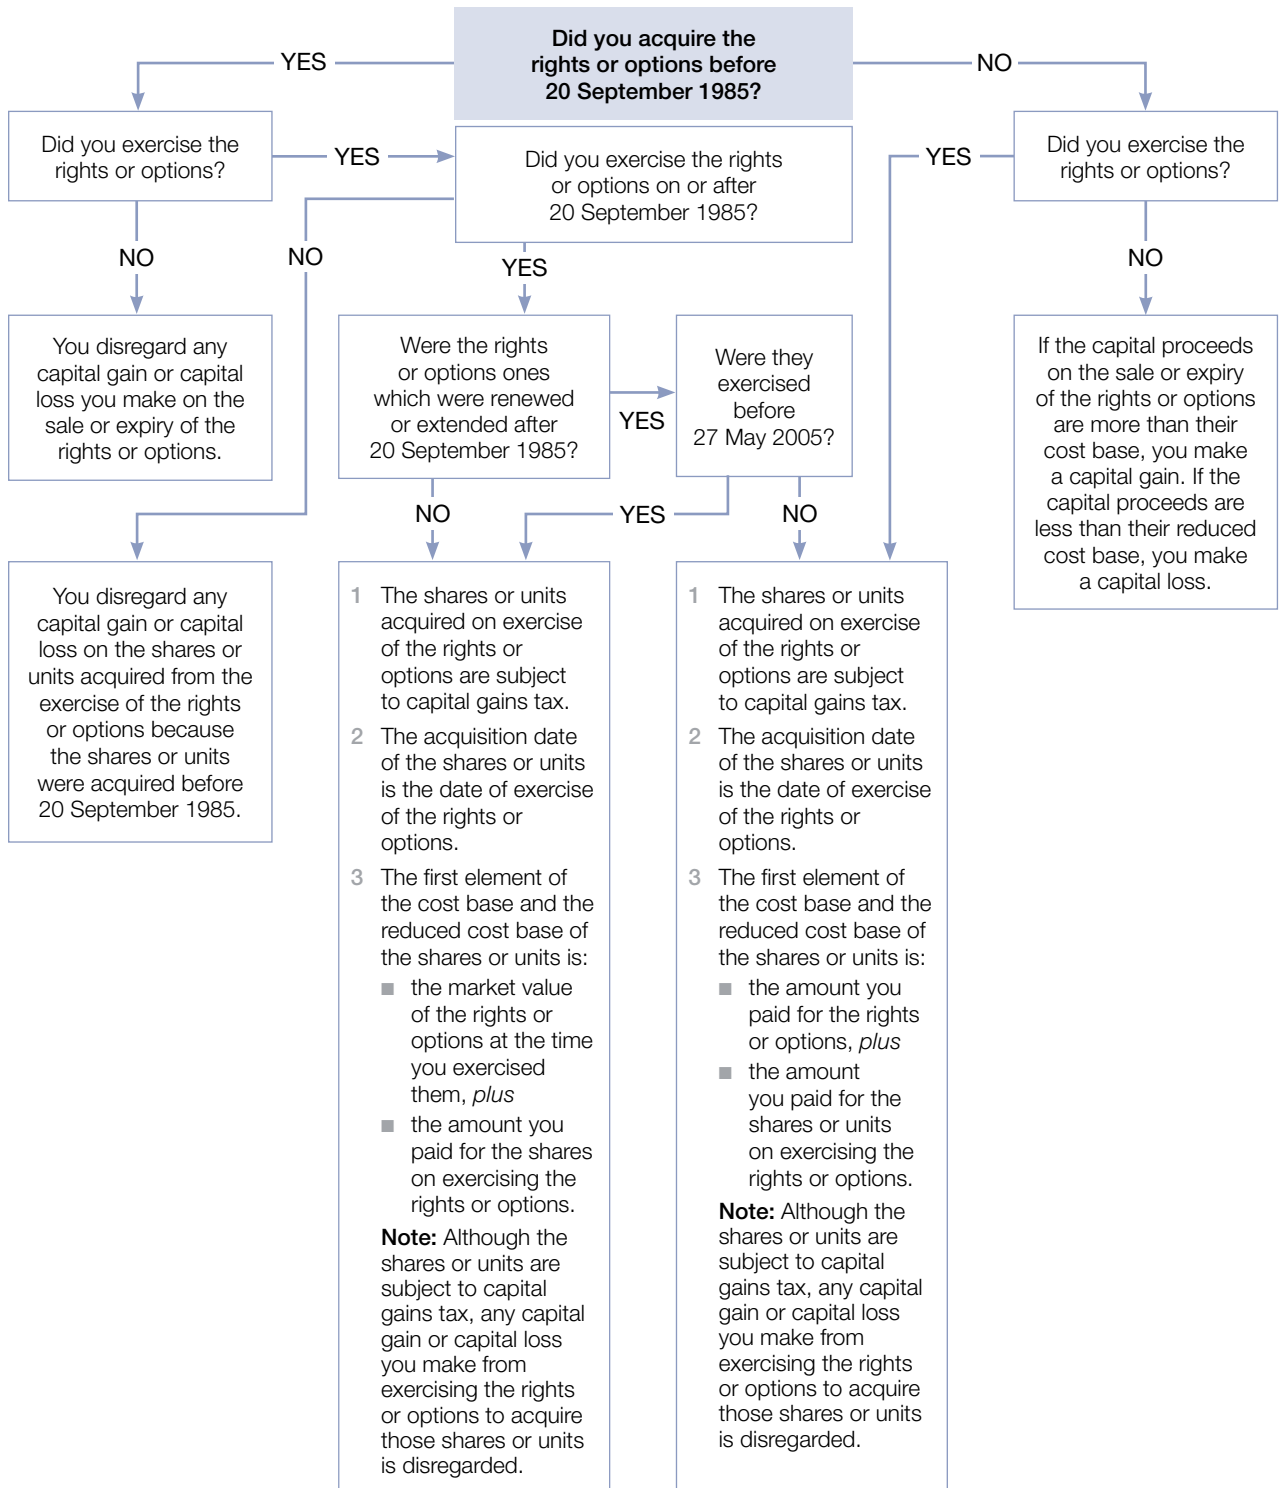 Did you acquire the
rights or options before
20 September 1985?
YES
NO
Did you exercise the
rights or options?
YES
Did you exercise the rights
or options on or after
20 September 1985?
YES
Did you exercise the
rights or options?
NO
NO
YES
NO
You disregard any
capital gain or capital
loss you make on the
sale or expiry of the
rights or options.
Were the rights
or options ones
which were renewed
or extended after
20 September 1985?
YES
Were they
exercised
before
27 May 2005?
If the capital proceeds
on the sale or expiry
of the rights or options
are more than their
cost base, you make
a capital gain. If the
capital proceeds are
less than their reduced
cost base, you make
a capital loss.
NO
YES
NO
You disregard any
capital gain or capital
loss on the shares or
units acquired from the
exercise of the rights
or options because
the shares or units
were acquired before
20 September 1985.
1 The shares or units
acquired on exercise
of the rights or
options are subject
to capital gains tax.
2 The acquisition date
of the shares or units
is the date of exercise
of the rights or
options.
3 The first element of
the cost base and the
reduced cost base of
the shares or units is:
■ the market value
of the rights or
options at the time
you exercised
them, plus
■ the amount you
paid for the shares
on exercising the
rights or options.
Note: Although the
shares or units are
subject to capital
gains tax, any capital
gain or capital loss
you make from
exercising the rights
or options to acquire
those shares or units
is disregarded.
1 The shares or units
acquired on exercise
of the rights or
options are subject
to capital gains tax.
2 The acquisition date
of the shares or units
is the date of exercise
of the rights or
options.
3 The first element of
the cost base and the
reduced cost base of
the shares or units is:
■ the amount you
paid for the rights
or options, plus
■ the amount
you paid for the
shares or units
on exercising the
rights or options.
Note: Although the
shares or units are
subject to capital
gains tax, any capital
gain or capital loss
you make from
exercising the rights
or options to acquire
those shares or units
is disregarded.